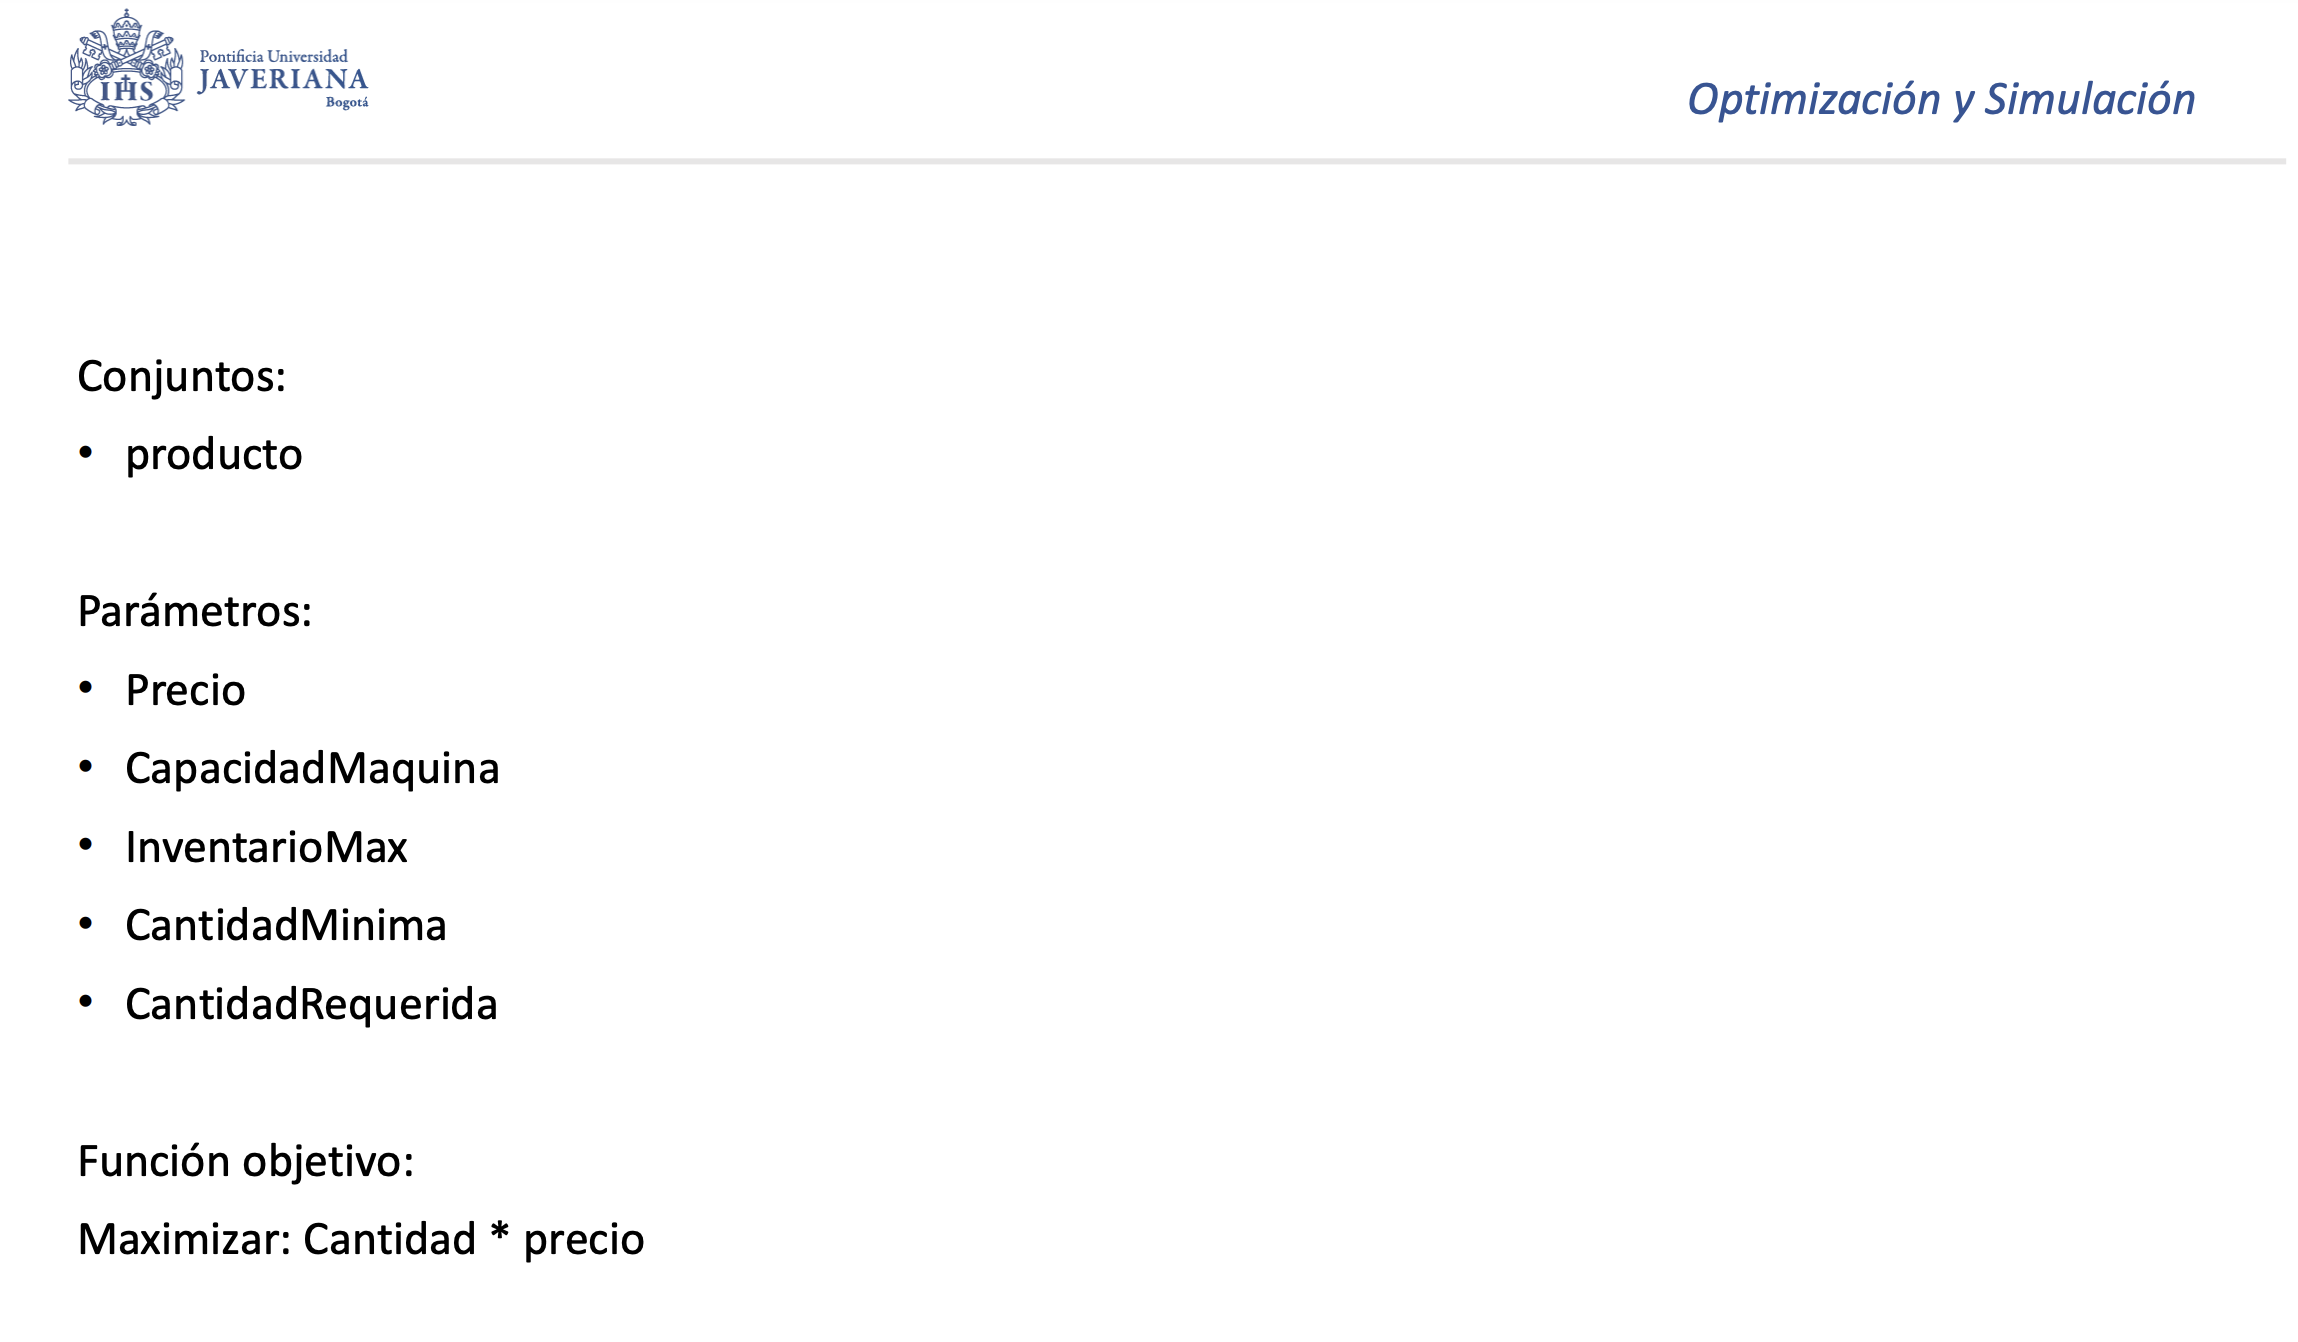 IHS
Pontificia Universidad
JAVERIANA
Bogotá
Optimización y Simulación
Conjuntos:
• producto
Parámetros:
• Precio
• CapacidadMaquina
• InventarioMax
• CantidadMinima
• CantidadRequerida
Función objetivo:
Maximizar: Cantidad * precio